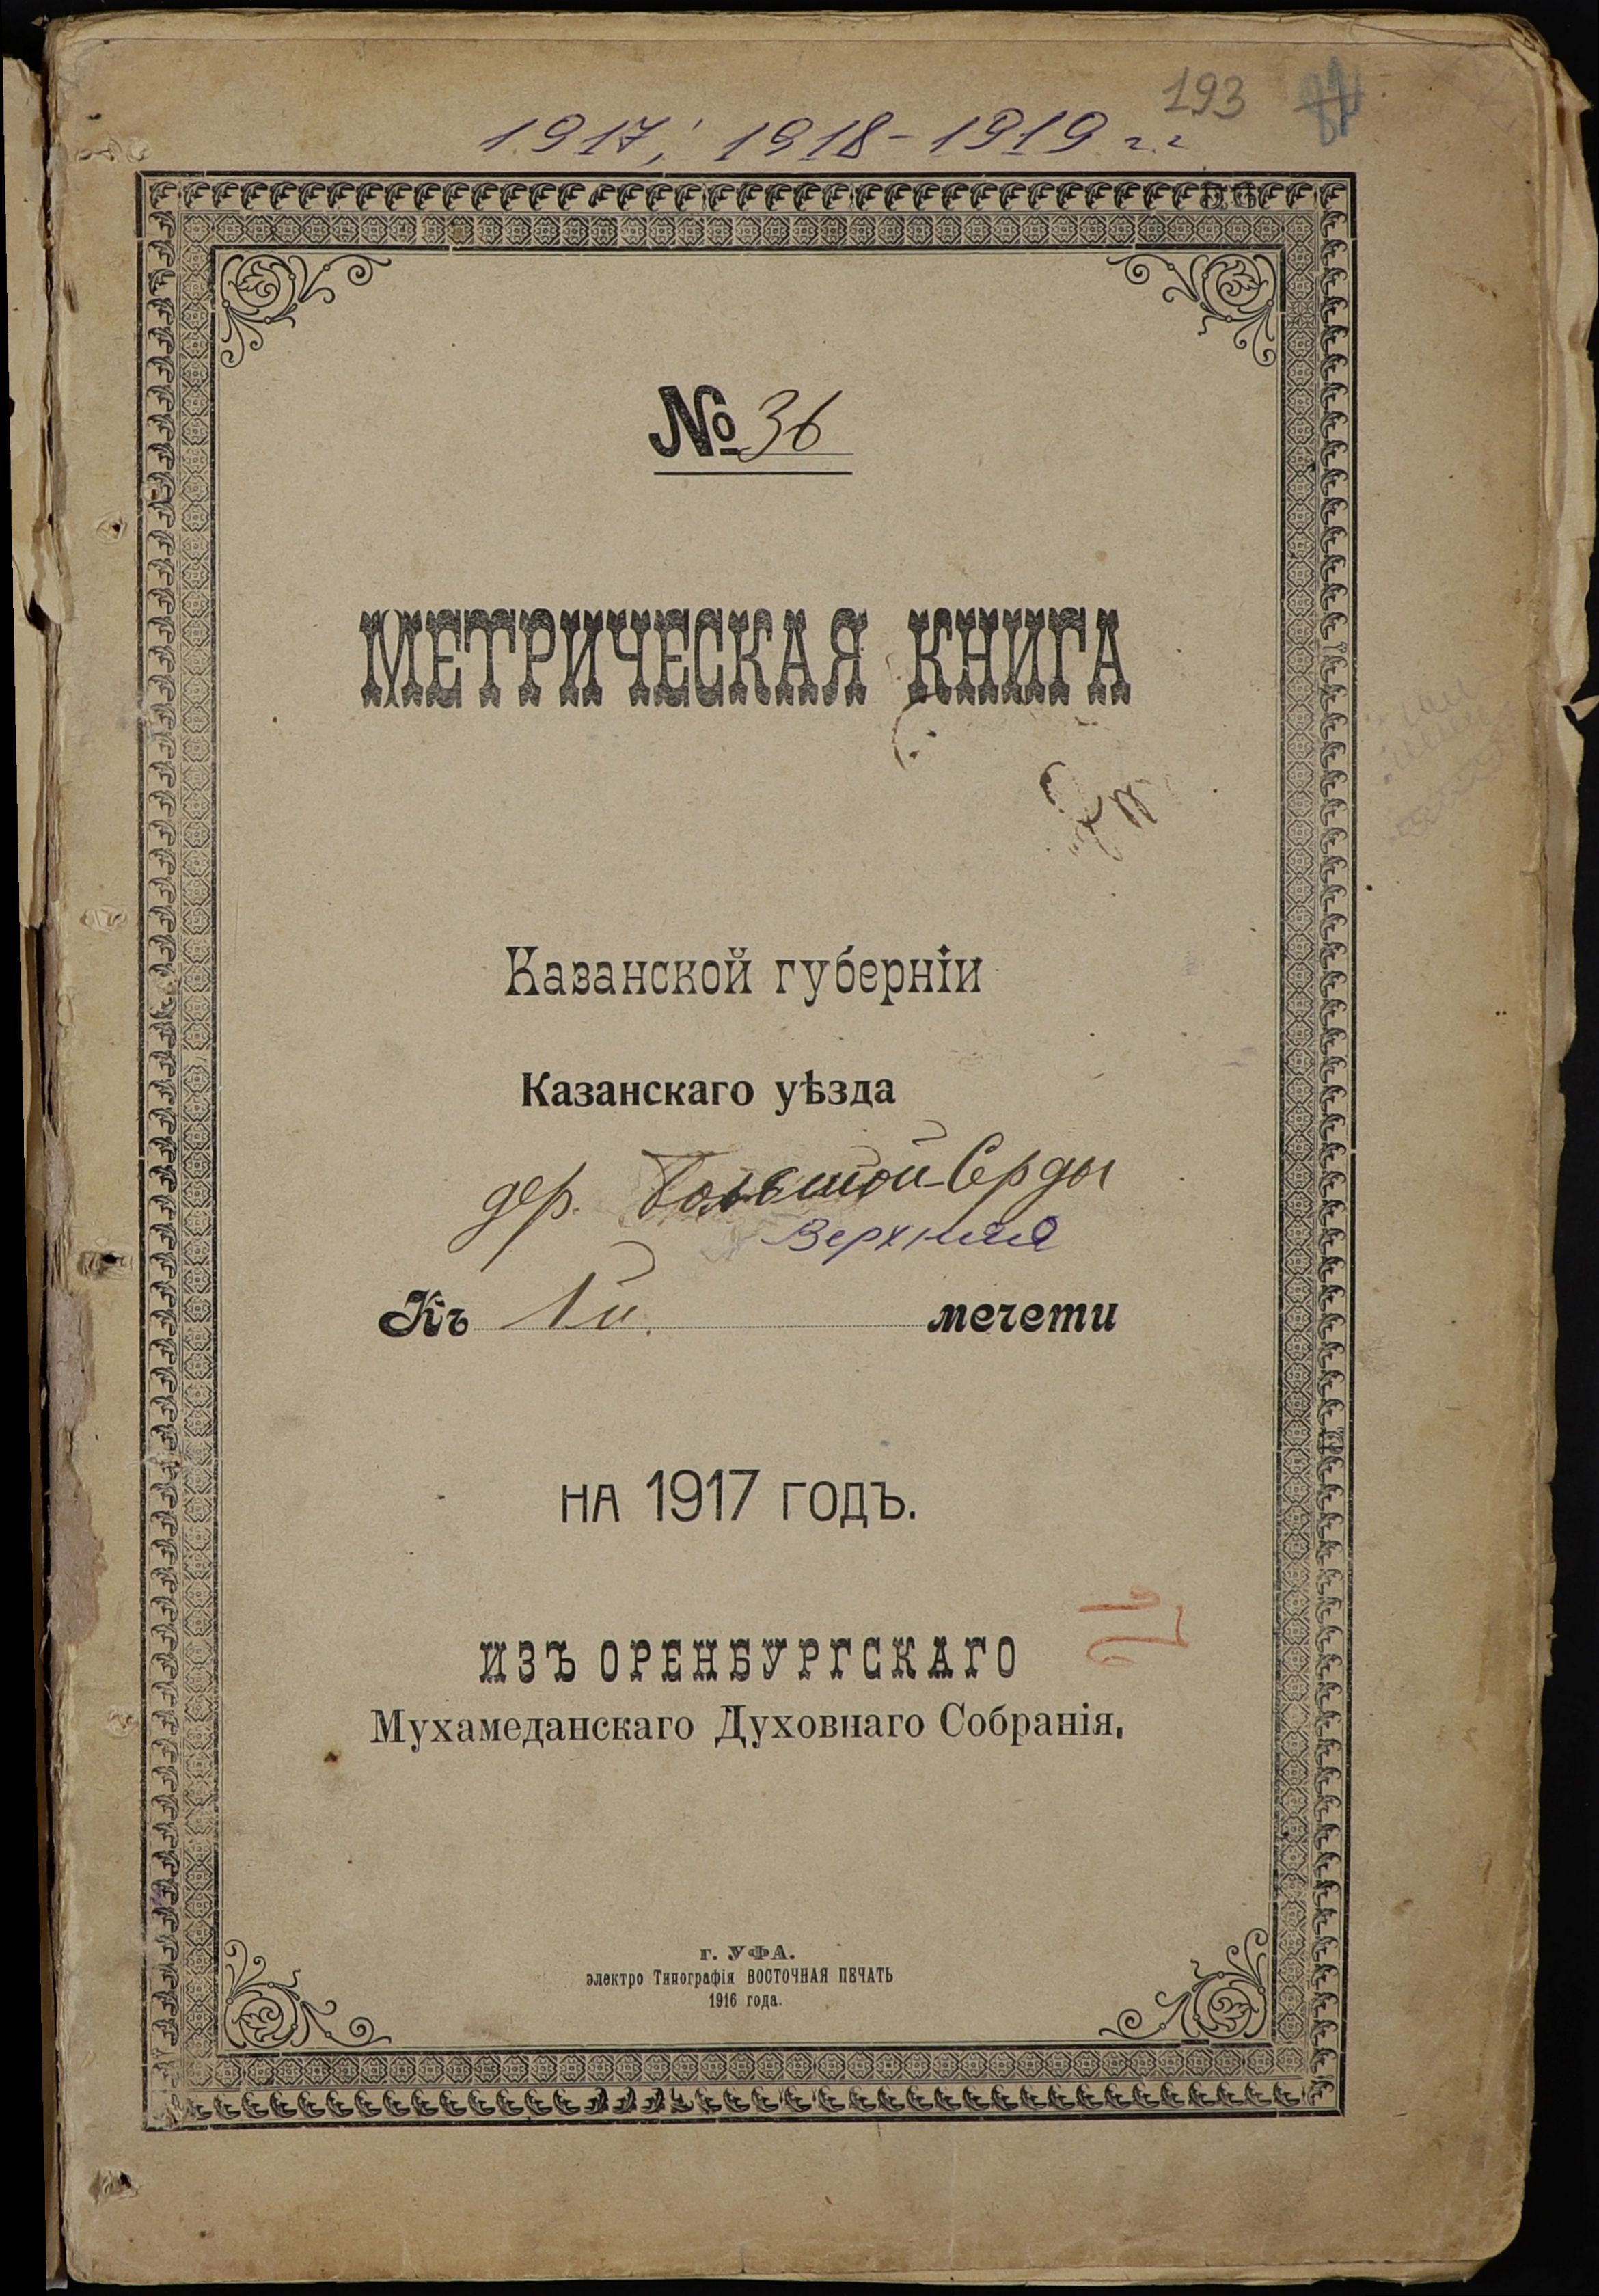 193
1917; 1918-1919 г.г
№ 36
МЕТРИЧЕСКАЯ КНИГА
Казанской губерніи
Казанскаго уѣзда
дер. Большой-Серды
Верхняя
Къ 1й. мечети
на 1917 годъ.
ИЗЪ ОРЕНБУРГСКАГО
Мухамеданскаго Духовнаго Собранія.
г. УФА.
электро Типографія ВОСТОЧНАЯ ПЕЧАТЬ
1916 года.